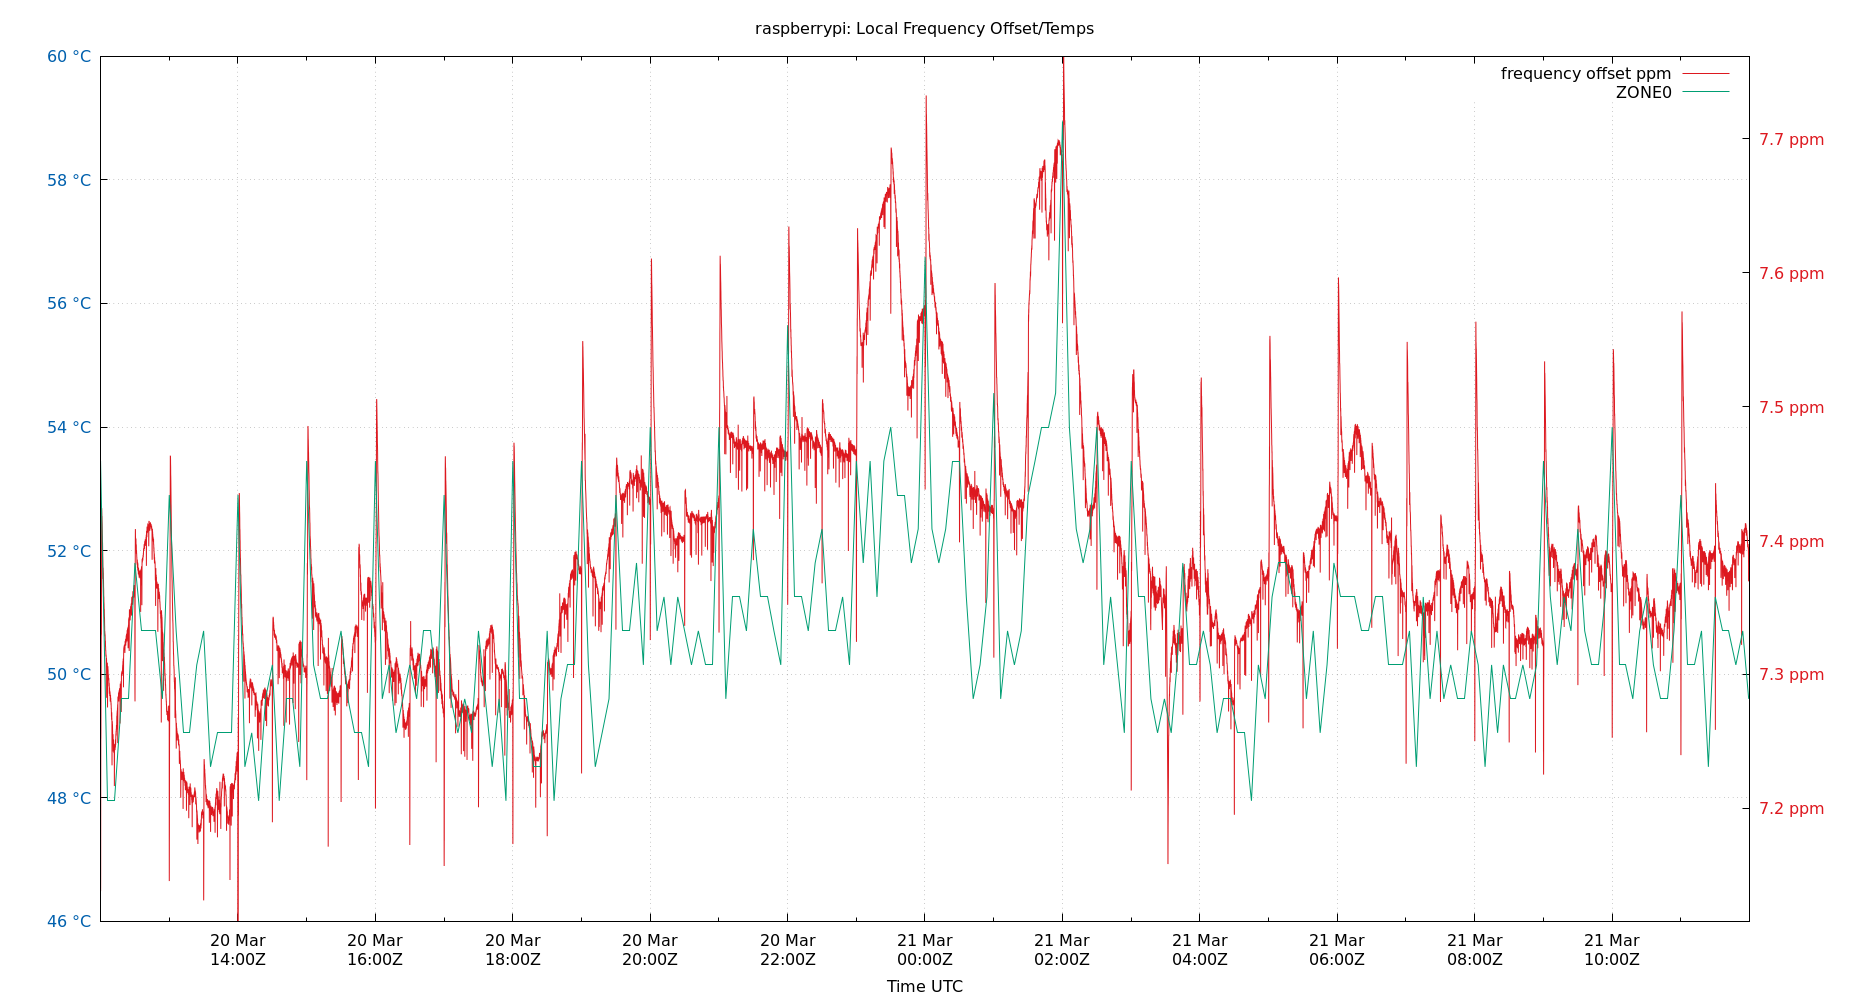 raspberrypi: Local Frequency Offset/Temps
60 °C
58 °C
56 °C
54 °C
52 °C
50 °C
48 °C
46 °C
frequency offset ppm
ZONE0
7.7 ppm
7.6 ppm
7.5 ppm
7.4 ppm
7.3 ppm
7.2 ppm
20 Mar
14:00Z
20 Mar
16:00Z
20 Mar
18:00Z
20 Mar
20:00Z
20 Mar
22:00Z
21 Mar
00:00Z
21 Mar
02:00Z
21 Mar
04:00Z
21 Mar
06:00Z
21 Mar
08:00Z
21 Mar
10:00Z
Time UTC